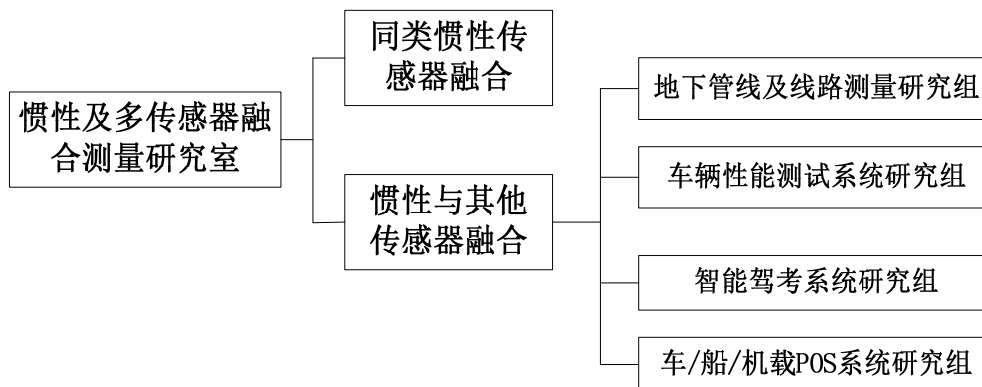 惯性及多传感器融
合测量研究室
同类惯性传
感器融合
惯性与其他
传感器融合
地下管线及线路测量研究组
车辆性能测试系统研究组
智能驾考系统研究组
车/船/机载POS系统研究组